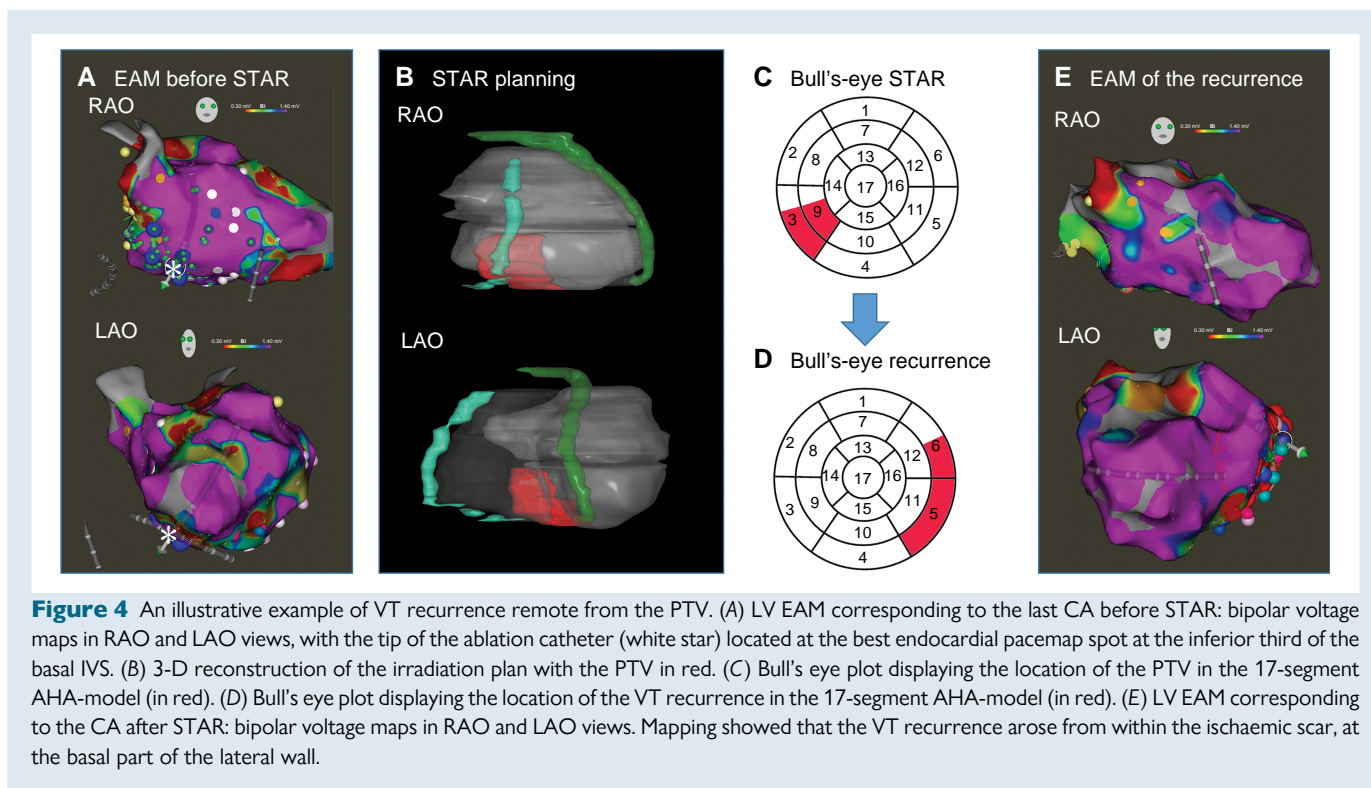 A EAM before STAR
RAO
0.30 mV Bi 1.40 mV
LAO
0.30 mV Bi 1.40 mV
B STAR planning
RAO
LAO
C Bull's-eye STAR
1
7
2
8
13
12
6
14
17
16
3
9
15
11
5
10
4
D Bull's-eye recurrence
1
7
2
8
13
12
6
14
17
16
3
9
15
11
5
10
4
E EAM of the recurrence
RAO
0.30 mV Bi 1.40 mV
LAO
0.30 mV Bi 1.40 mV
Figure 4 An illustrative example of VT recurrence remote from the PTV. (A) LV EAM corresponding to the last CA before STAR: bipolar voltage
maps in RAO and LAO views, with the tip of the ablation catheter (white star) located at the best endocardial pacemap spot at the inferior third of the
basal IVS. (B) 3-D reconstruction of the irradiation plan with the PTV in red. (C) Bull's eye plot displaying the location of the PTV in the 17-segment
AHA-model (in red). (D) Bull's eye plot displaying the location of the VT recurrence in the 17-segment AHA-model (in red). (E) LV EAM corresponding
to the CA after STAR: bipolar voltage maps in RAO and LAO views. Mapping showed that the VT recurrence arose from within the ischaemic scar, at
the basal part of the lateral wall.